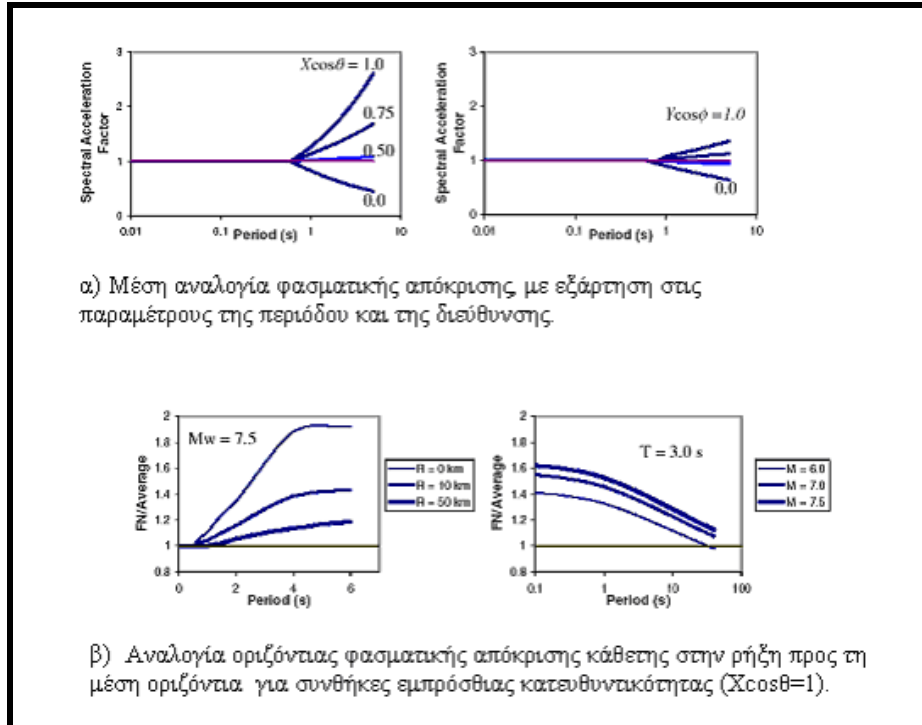 3
2
1
0
Spectral Acceleration
Factor
Xcosθ = 1.0
0.75
0.50
0.0
0.01
0.1
Period (s)
1
10
3
2
1
0
Spectral Acceleration
Factor
Ycosϕ =1.0
0.0
0.01
0.1
Period (s)
1
10
α) Μέση αναλογία φασματικής απόκρισης, με εξάρτηση στις
παραμέτρους της περιόδου και της διεύθυνσης.
2
1.8
1.6
1.4
1.2
1
0.8
FN/Average
Mw = 7.5
0
2
4
6
Period (s)
R = 0 km
R = 10 km
R = 50 km
2
1.8
1.6
1.4
1.2
1
0.8
FN/Average
T = 3.0 s
0.1
1
10
100
Period (s)
M = 6.0
M = 7.0
M = 7.5
β) Αναλογία οριζόντιας φασματικής απόκρισης κάθετης στην ρήξη προς τη
μέση οριζόντια για συνθήκες εμπρόσθιας κατευθυντικότητας (Xcosθ=1).